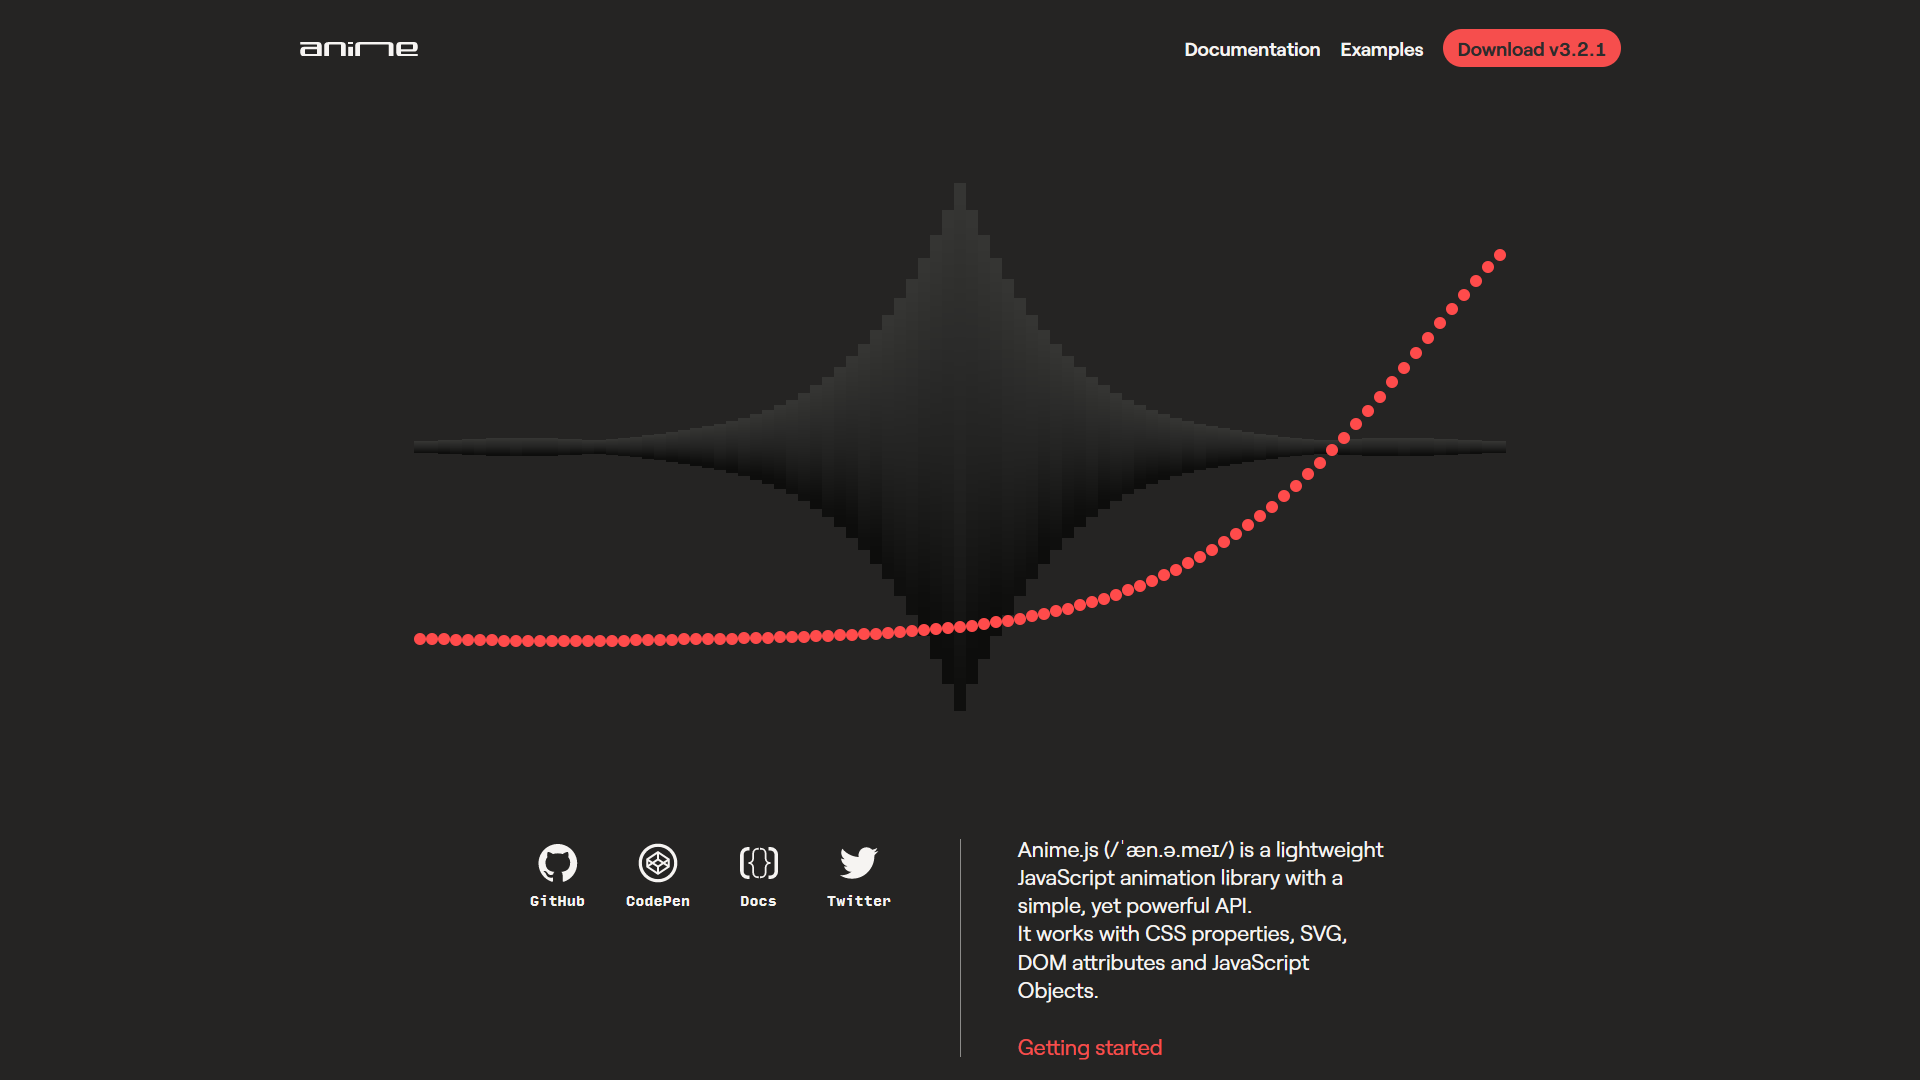 anime
Documentation Examples Download v3.2.1
GitHub CodePen Docs Twitter
Anime.js (/ˈæn.ə.meɪ/) is a lightweight
JavaScript animation library with a
simple, yet powerful API.
It works with CSS properties, SVG,
DOM attributes and JavaScript
Objects.
Getting started